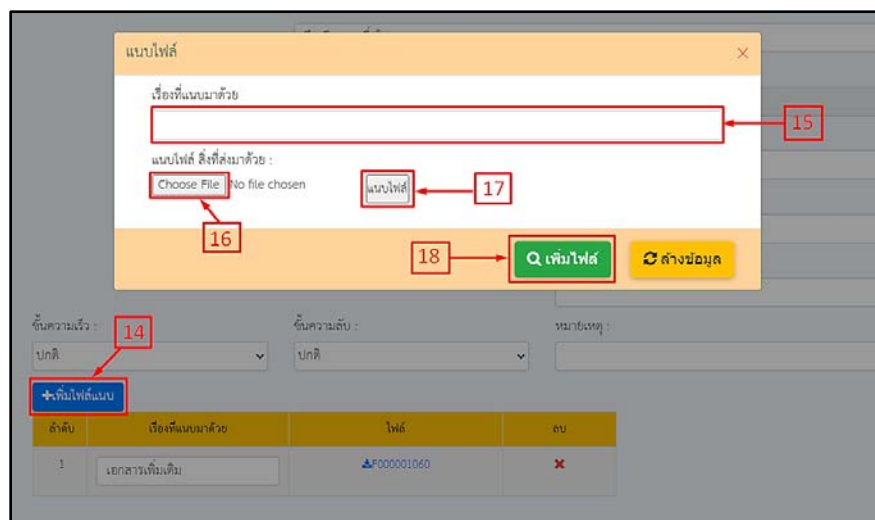 แนบไฟล์ ×
เรื่องที่แนบมาด้วย
15
แนบไฟล์ สิ่งที่ส่งมาด้วย :
Choose File No file chosen แนบไฟล์ 17
16
18 เพิ่มไฟล์ ล้างข้อมูล
ชั้นความเร็ว : ชั้นความลับ : หมายเหตุ :
14
ปกติ ปกติ
+เพิ่มไฟล์แนบ
ลำดับ เรื่องที่แนบมาด้วย ไฟล์ ลบ
1 เอกสารเพิ่มเติม F000001060